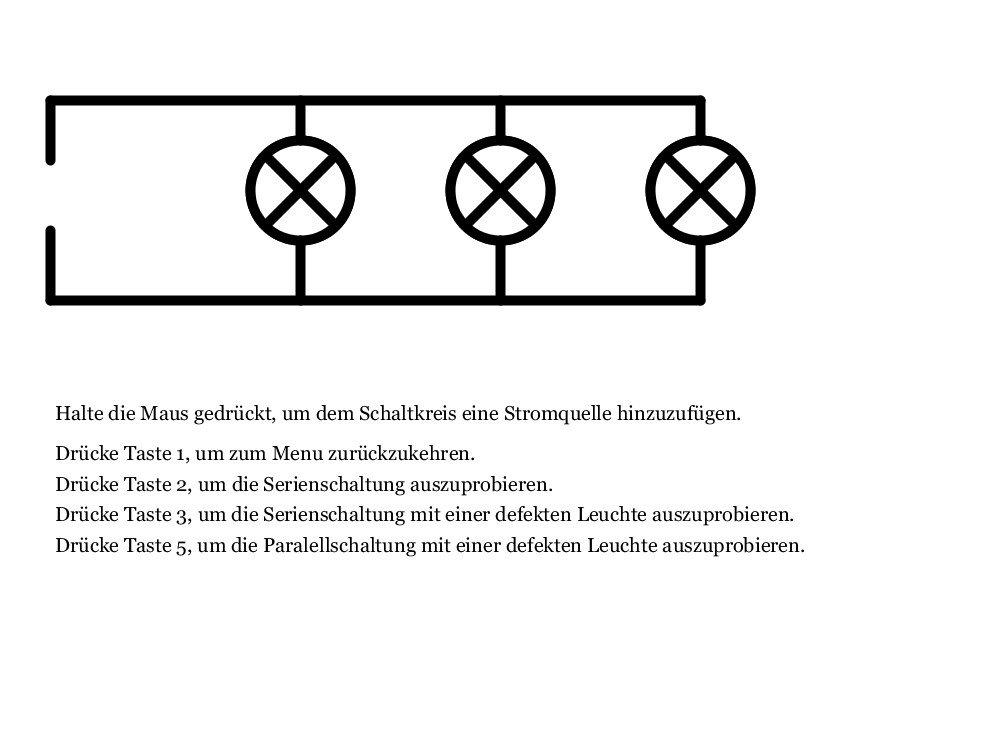 Halte die Maus gedrückt, um dem Schaltkreis eine Stromquelle hinzuzufügen.
Drücke Taste 1, um zum Menu zurückzukehren.
Drücke Taste 2, um die Serienschaltung auszuprobieren.
Drücke Taste 3, um die Serienschaltung mit einer defekten Leuchte auszuprobieren.
Drücke Taste 5, um die Paralellschaltung mit einer defekten Leuchte auszuprobieren.